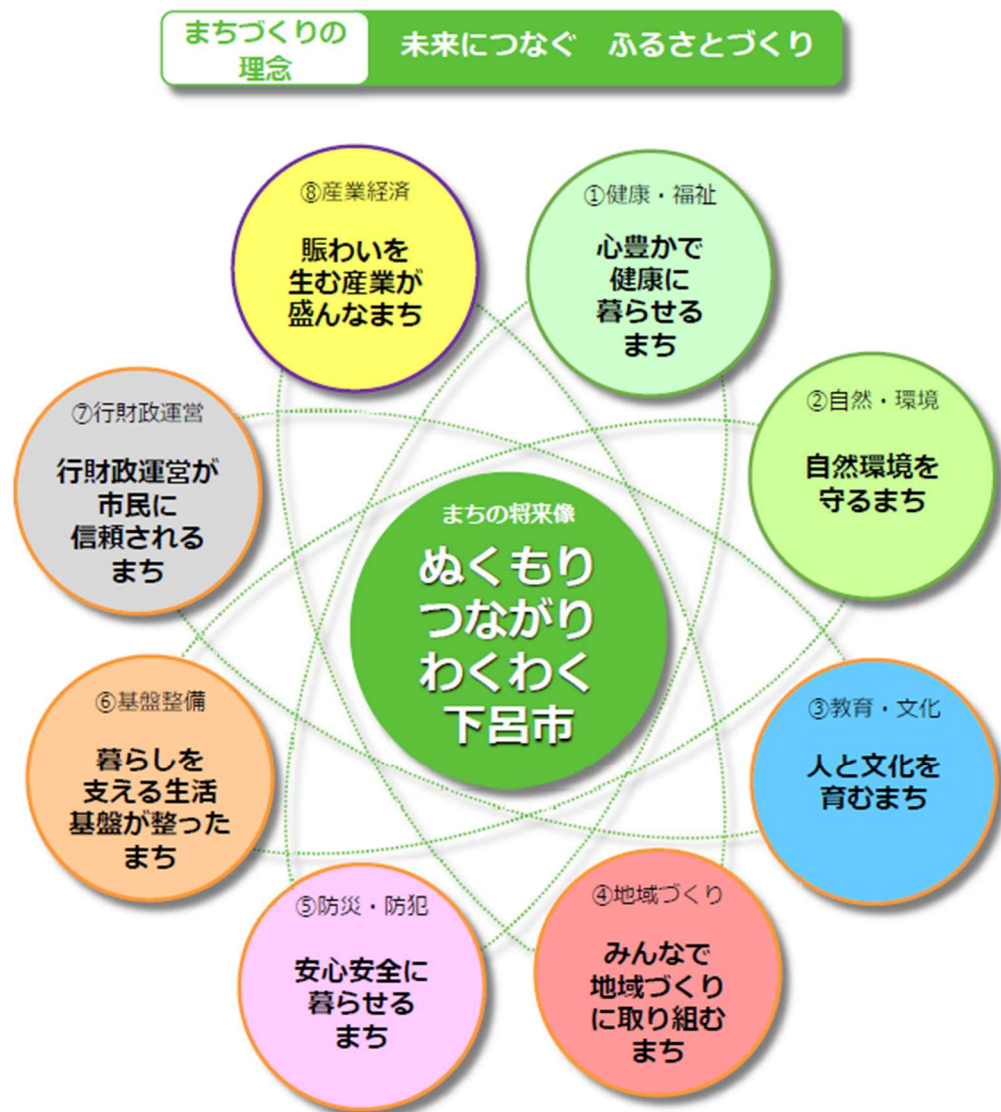 まちづくりの
理念
未来につなぐ　ふるさとづくり
①健康・福祉
心豊かで
健康に
暮らせる
まち
②自然・環境
自然環境を
守るまち
③教育・文化
人と文化を
育むまち
④地域づくり
みんなで
地域づくり
に取り組む
まち
⑤防災・防犯
安心安全に
暮らせる
まち
⑥基盤整備
暮らしを
支える生活
基盤が整った
まち
⑦行財政運営
行財政運営が
市民に
信頼される
まち
⑧産業経済
賑わいを
生む産業が
盛んなまち
まちの将来像
ぬくもり
つながり
わくわく
下呂市